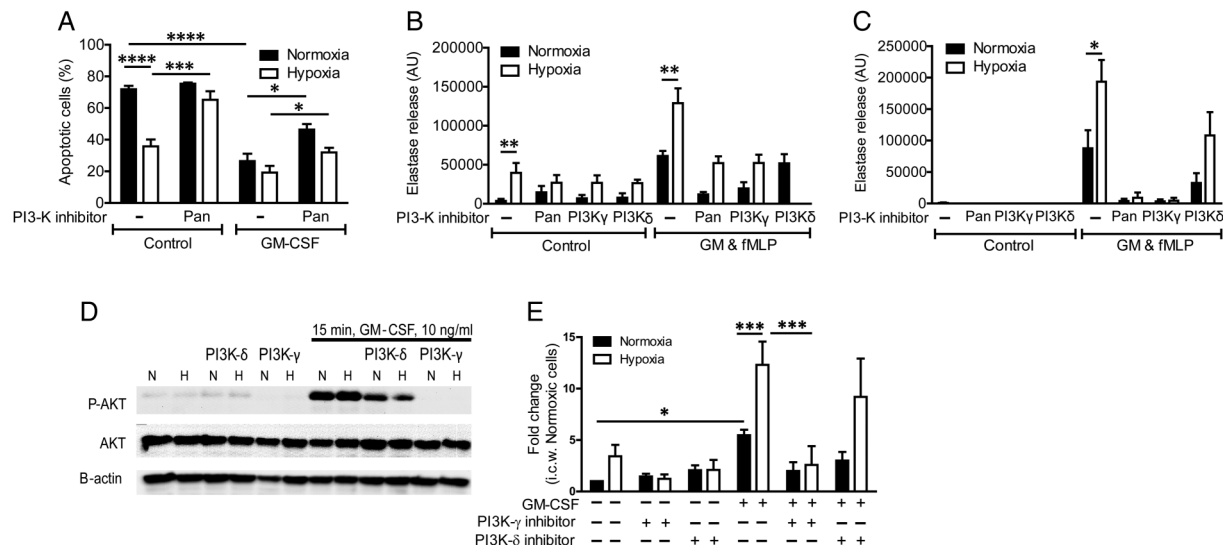 A
Apoptotic cells (%)
100
80
60
40
20
0
****
****
***
*
*
Normoxia
Hypoxia
PI3-K inhibitor
– Pan – Pan
Control GM-CSF
B
Elastase release (AU)
200000
150000
100000
50000
0
**
**
Normoxia
Hypoxia
PI3-K inhibitor
– Pan PI3Kγ PI3Kδ – Pan PI3Kγ PI3Kδ
Control GM & fMLP
C
Elastase release (AU)
250000
200000
150000
100000
50000
0
*
Normoxia
Hypoxia
PI3-K inhibitor
– Pan PI3Kγ PI3Kδ – Pan PI3Kγ PI3Kδ
Control GM & fMLP
D
15 min, GM-CSF, 10 ng/ml
PI3K-δ PI3K-γ PI3K-δ PI3K-γ
N H N H N H N H N H N H
P-AKT
AKT
B-actin
E
Fold change
(i.c.w. Normoxic cells)
15
10
5
0
Normoxia
Hypoxia
*
***
***
GM-CSF – – – – – – + + + + + +
PI3K-γ inhibitor – – + + – – – – + + – –
PI3K-δ inhibitor – – – – + + – – – – + +